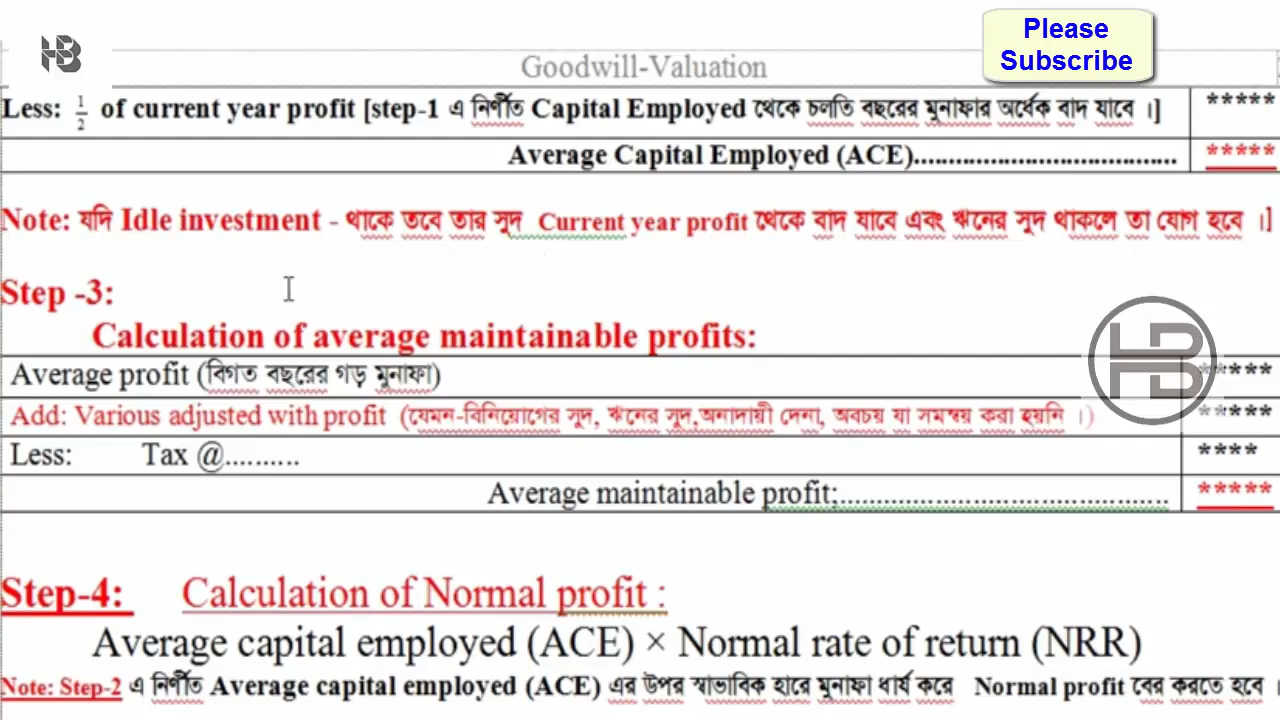 Please
Subscribe
HB
Goodwill-Valuation
Less: 1/2 of current year profit [step-1 এ নির্ণীত Capital Employed থেকে চলতি বছরের মুনাফার অর্ধেক বাদ যাবে ।] *****
Average Capital Employed (ACE)...................................... *****
Note: যদি Idle investment - থাকে তবে তার সুদ Current year profit থেকে বাদ যাবে এবং ঋনের সুদ থাকলে তা যোগ হবে ।]
Step -3:
Calculation of average maintainable profits:
Average profit (বিগত বছরের গড় মুনাফা) *****
Add: Various adjusted with profit (যেমন-বিনিয়োগের সুদ, ঋনের সুদ,অনাদায়ী দেনা, অবচয় যা সমন্বয় করা হয়নি ।) *****
Less: Tax @.......... ****
Average maintainable profit:........................................ *****
Step-4: Calculation of Normal profit :
Average capital employed (ACE) × Normal rate of return (NRR)
Note: Step-2 এ নির্ণীত Average capital employed (ACE) এর উপর স্বাভাবিক হারে মুনাফা ধার্য করে Normal profit বের করতে হবে ।